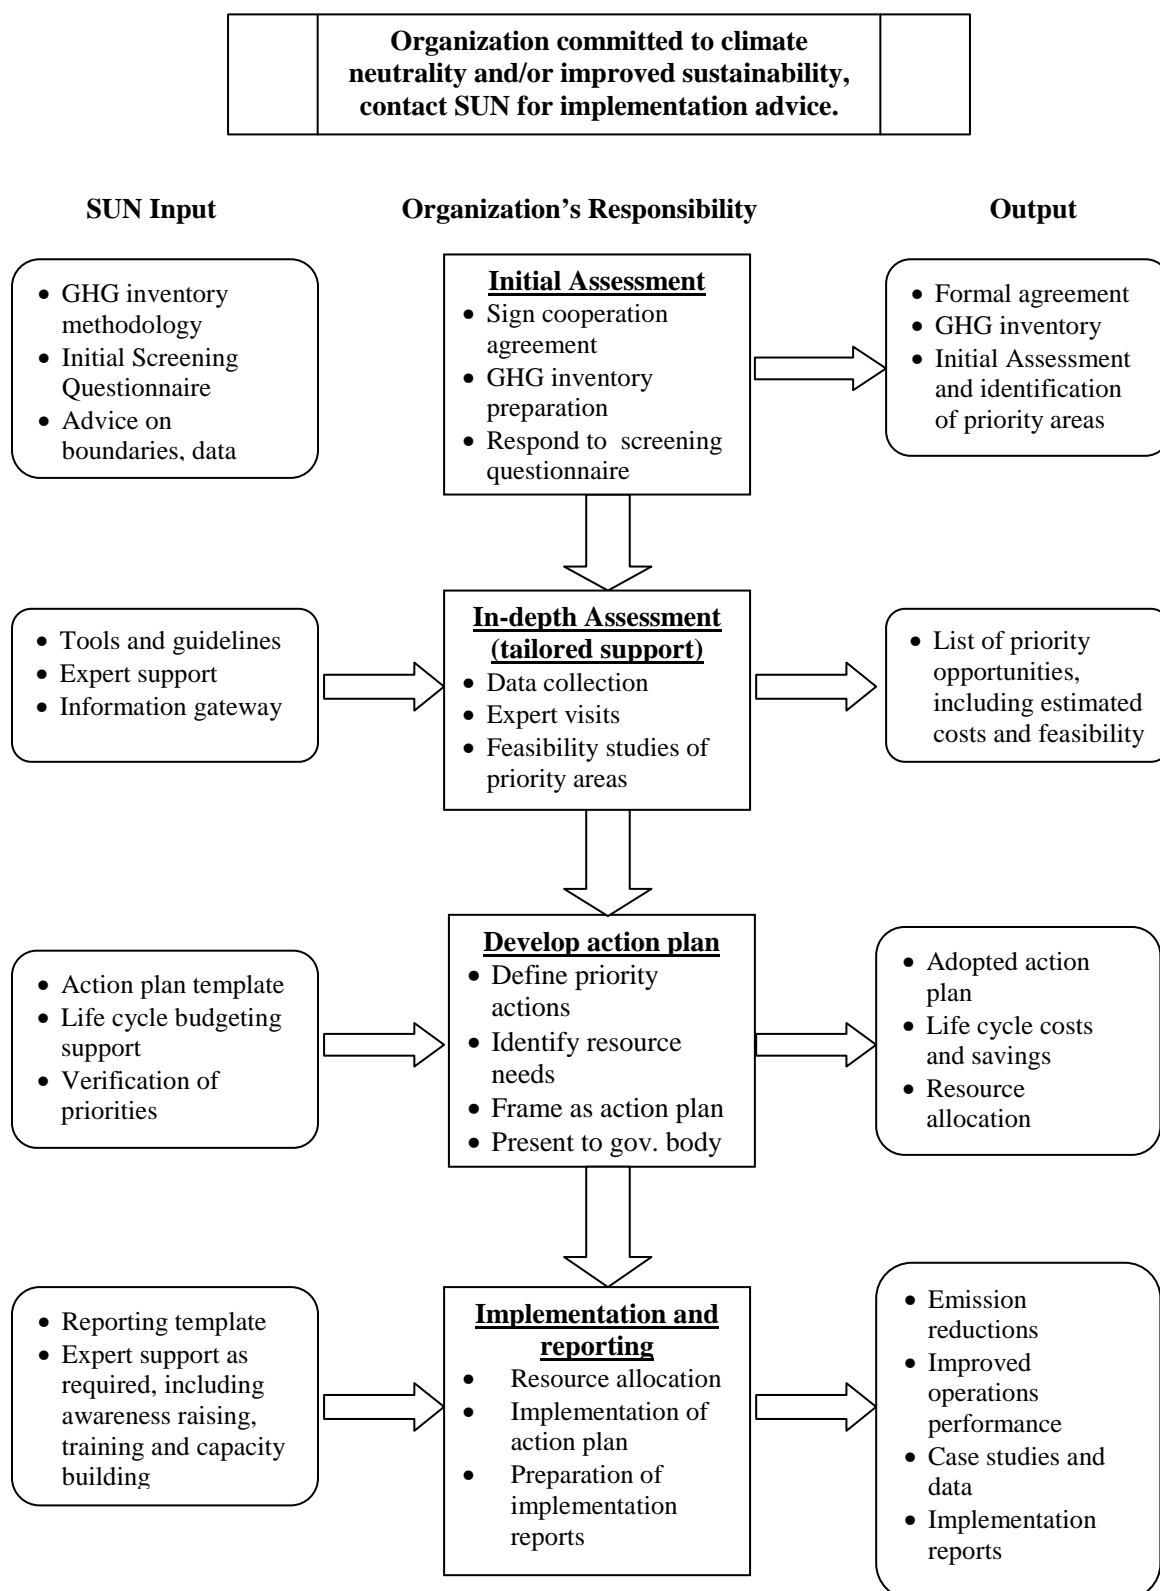 Organization committed to climate
neutrality and/or improved sustainability,
contact SUN for implementation advice.
SUN Input
Organization’s Responsibility
Output
• GHG inventory
methodology
• Initial Screening
Questionnaire
• Advice on
boundaries, data
Initial Assessment
• Sign cooperation
agreement
• GHG inventory
preparation
• Respond to screening
questionnaire
• Formal agreement
• GHG inventory
• Initial Assessment
and identification
of priority areas
• Tools and guidelines
• Expert support
• Information gateway
In-depth Assessment
(tailored support)
• Data collection
• Expert visits
• Feasibility studies of
priority areas
• List of priority
opportunities,
including estimated
costs and feasibility
• Action plan template
• Life cycle budgeting
support
• Verification of
priorities
Develop action plan
• Define priority
actions
• Identify resource
needs
• Frame as action plan
• Present to gov. body
• Adopted action
plan
• Life cycle costs
and savings
• Resource
allocation
• Reporting template
• Expert support as
required, including
awareness raising,
training and capacity
building
Implementation and
reporting
• Resource allocation
• Implementation of
action plan
• Preparation of
implementation
reports
• Emission
reductions
• Improved
operations
performance
• Case studies and
data
• Implementation
reports